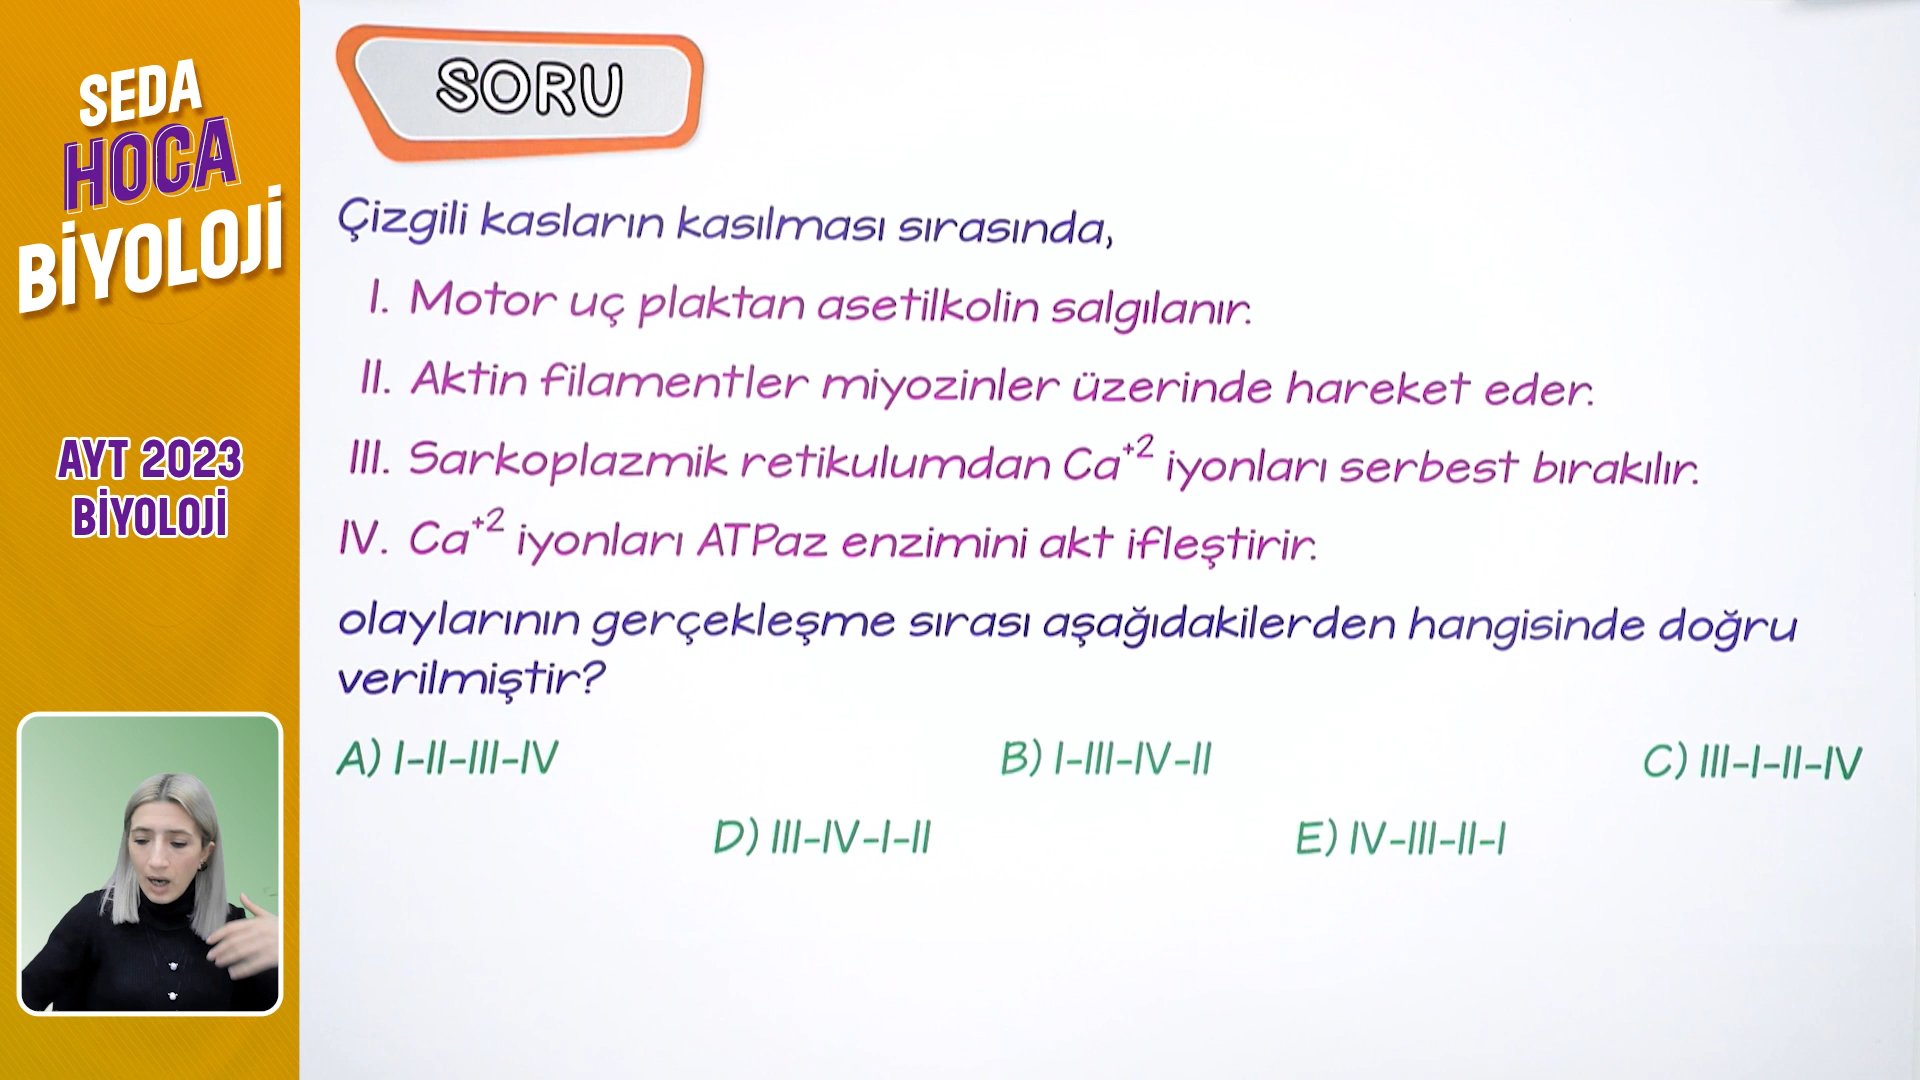 SEDA
HOCA
BİYOLOJİ
AYT 2023
BİYOLOJİ
SORU
Çizgili kasların kasılması sırasında,
I. Motor uç plaktan asetilkolin salgılanır.
II. Aktin filamentler miyozinler üzerinde hareket eder.
III. Sarkoplazmik retikulumdan Ca⁺² iyonları serbest bırakılır.
IV. Ca⁺² iyonları ATPaz enzimini akt ifleştirir.
olaylarının gerçekleşme sırası aşağıdakilerden hangisinde doğru
verilmiştir?
A) I-II-III-IV B) I-III-IV-II C) III-I-II-IV
D) III-IV-I-II E) IV-III-II-I